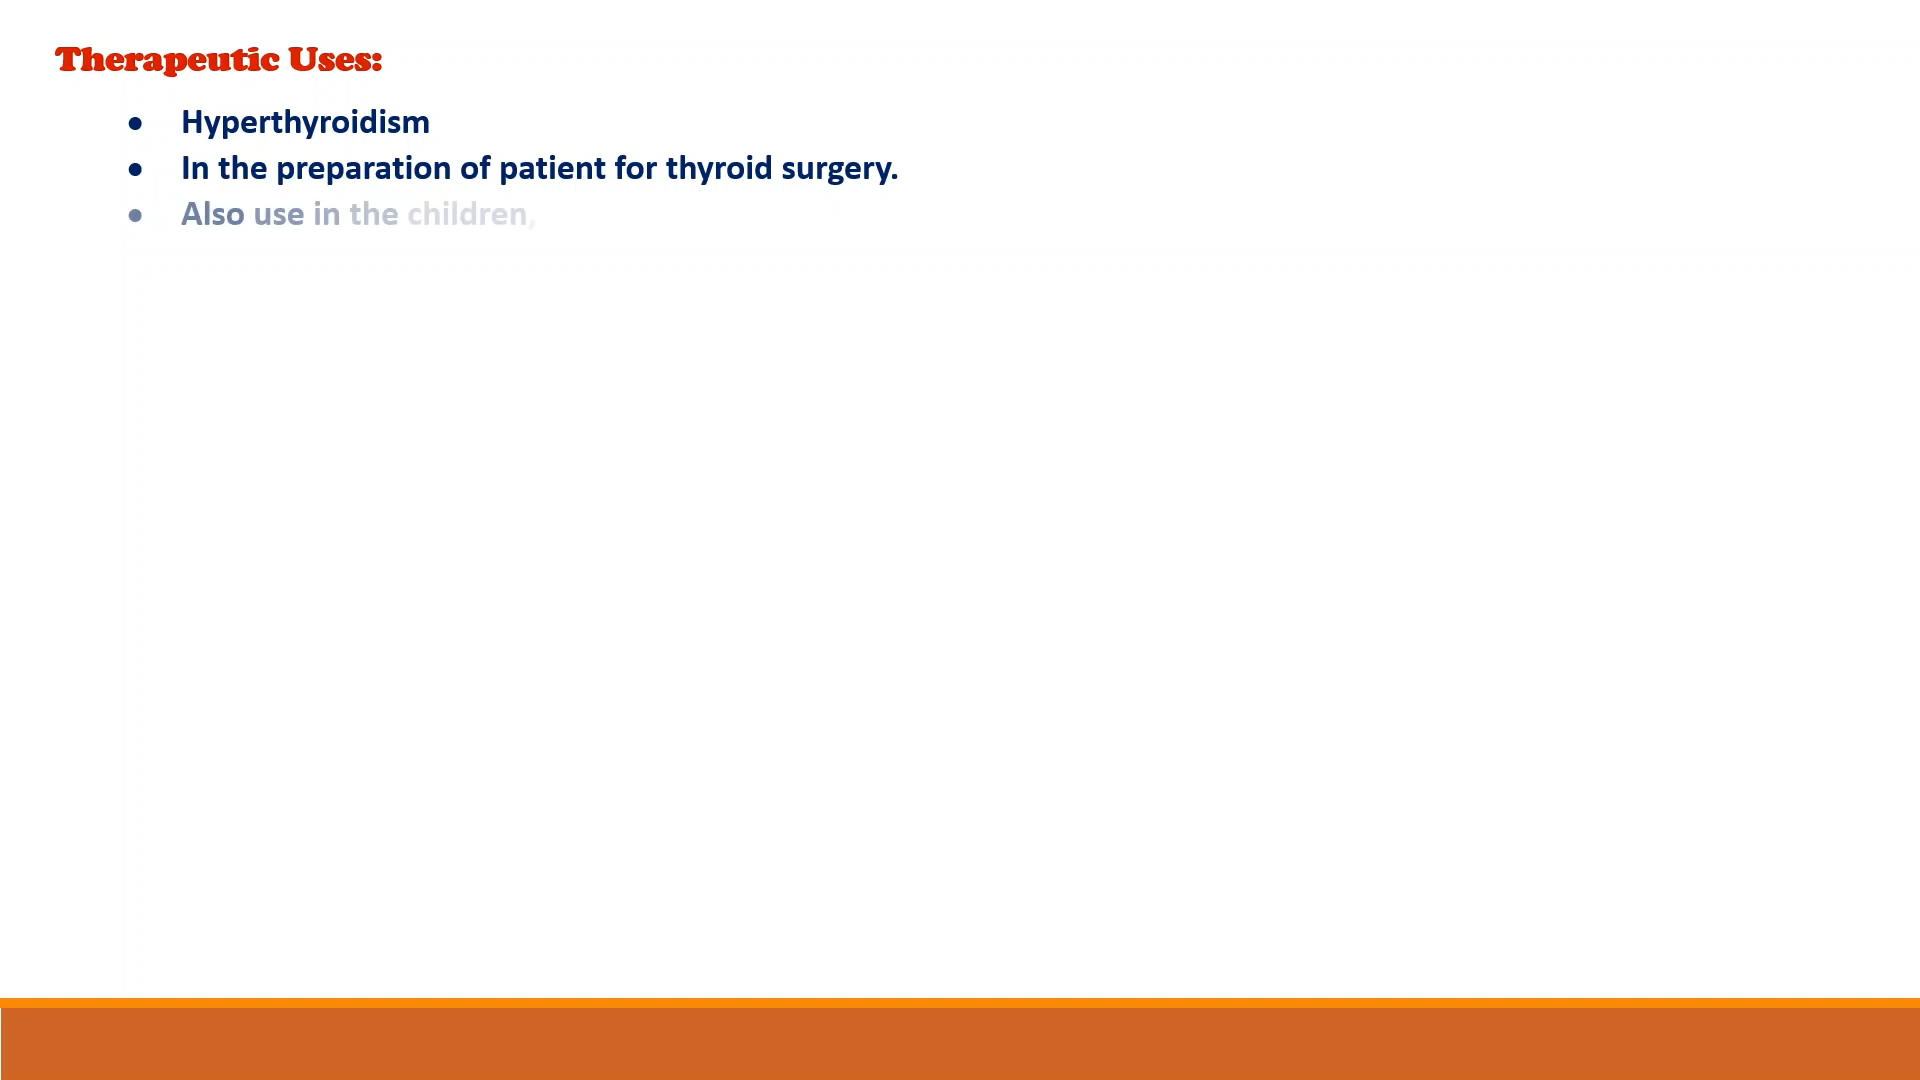 Therapeutic Uses:
● Hyperthyroidism
● In the preparation of patient for thyroid surgery.
● Also use in the children,